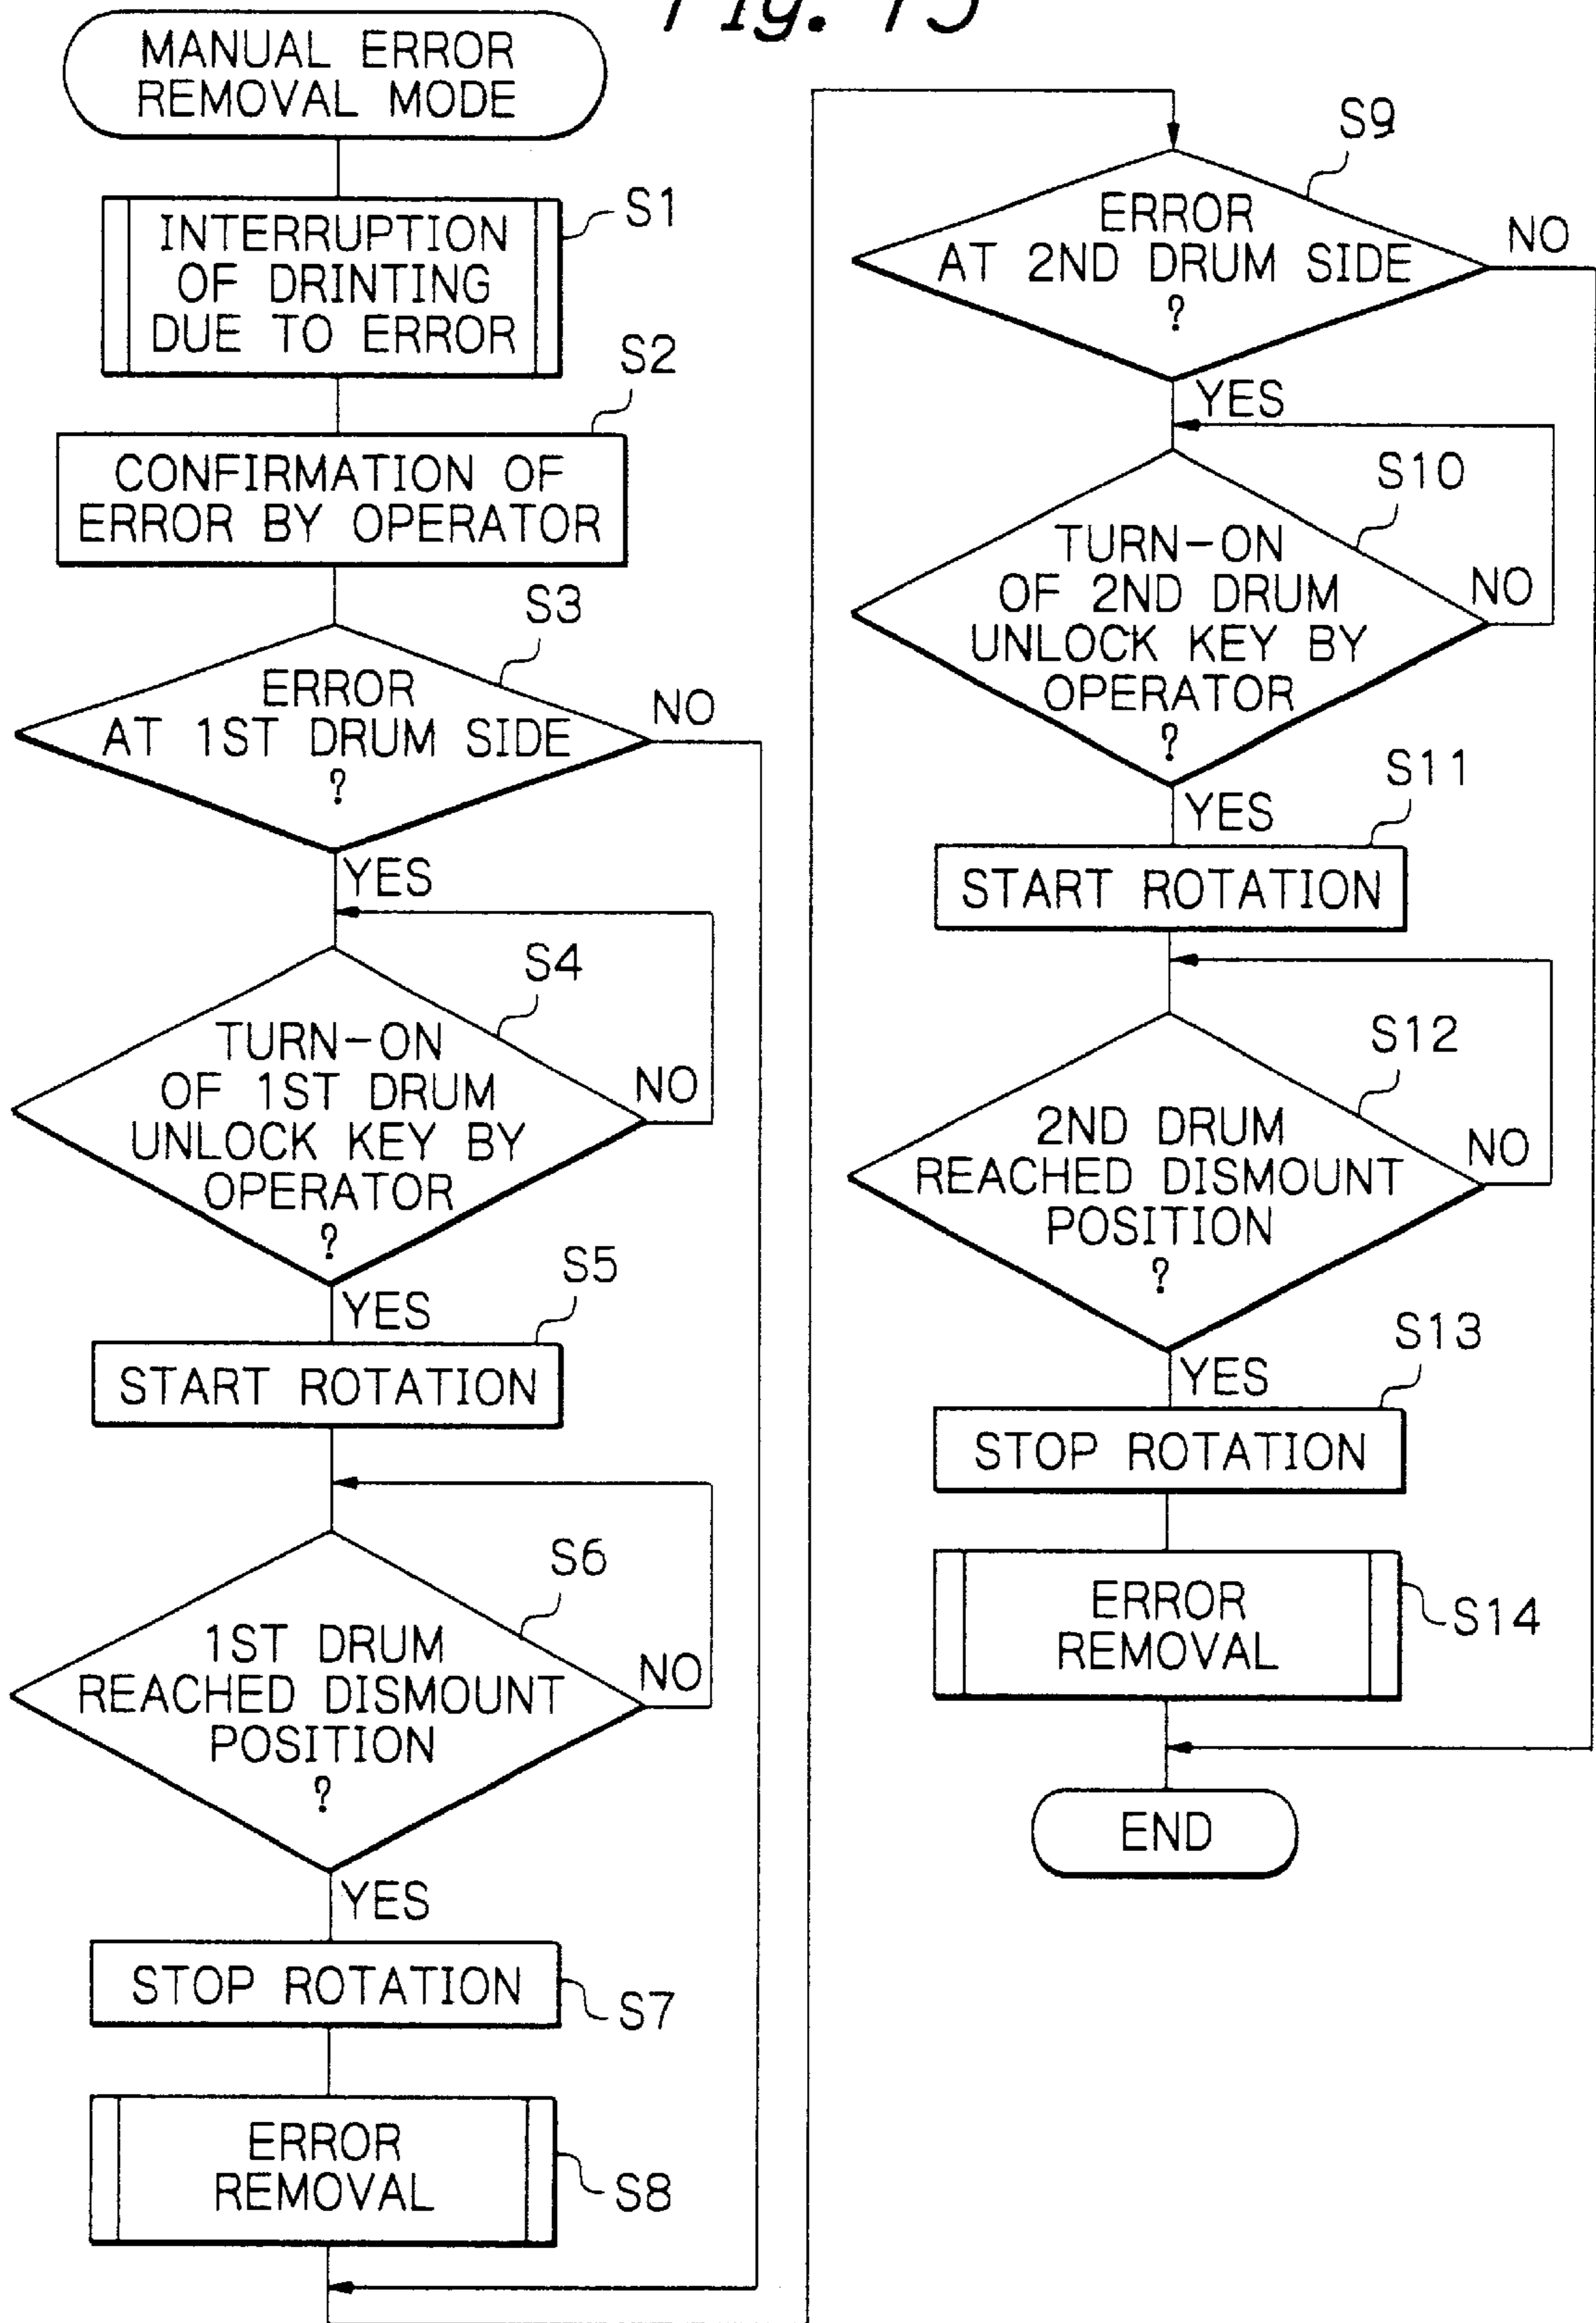 Fig. 15
MANUAL ERROR
REMOVAL MODE
INTERRUPTION
OF DRINTING
DUE TO ERROR
S1
CONFIRMATION OF
ERROR BY OPERATOR
S2
ERROR
AT 1ST DRUM SIDE
?
S3
NO
YES
TURN-ON
OF 1ST DRUM
UNLOCK KEY BY
OPERATOR
?
S4
NO
YES
START ROTATION
S5
1ST DRUM
REACHED DISMOUNT
POSITION
?
S6
NO
YES
STOP ROTATION
S7
ERROR
REMOVAL
S8
ERROR
AT 2ND DRUM SIDE
?
S9
NO
YES
TURN-ON
OF 2ND DRUM
UNLOCK KEY BY
OPERATOR
?
S10
NO
YES
START ROTATION
S11
2ND DRUM
REACHED DISMOUNT
POSITION
?
S12
NO
YES
STOP ROTATION
S13
ERROR
REMOVAL
S14
END